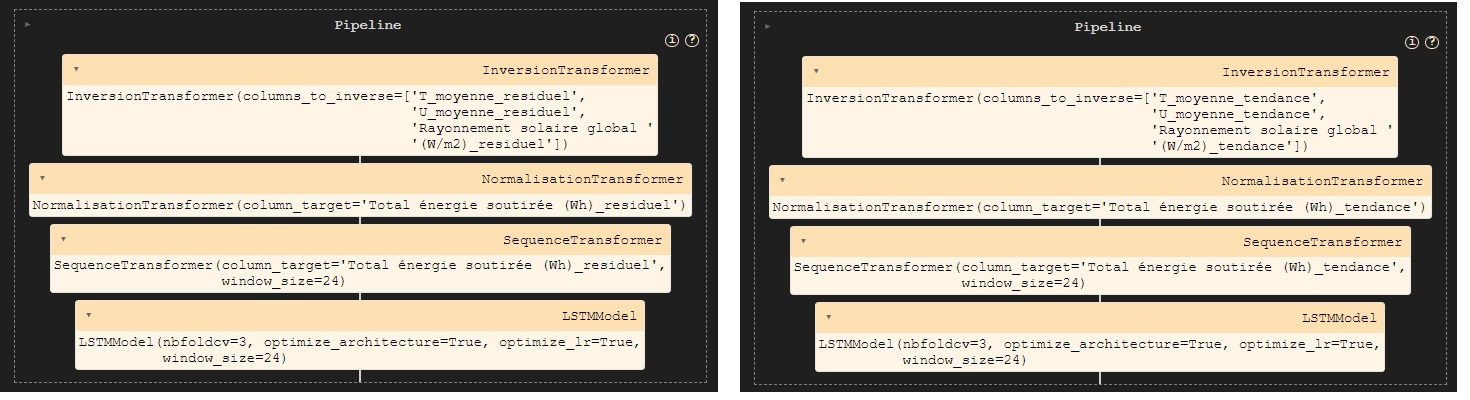 Pipeline
i ?
InversionTransformer
InversionTransformer(columns_to_inverse=['T_moyenne_residuel',
'U_moyenne_residuel',
'Rayonnement solaire global '
'(W/m2)_residuel'])
NormalisationTransformer
NormalisationTransformer(column_target='Total énergie soutirée (Wh)_residuel')
SequenceTransformer
SequenceTransformer(column_target='Total énergie soutirée (Wh)_residuel',
window_size=24)
LSTMModel
LSTMModel(nbfoldcv=3, optimize_architecture=True, optimize_lr=True,
window_size=24)
Pipeline
i ?
InversionTransformer
InversionTransformer(columns_to_inverse=['T_moyenne_tendance',
'U_moyenne_tendance',
'Rayonnement solaire global '
'(W/m2)_tendance'])
NormalisationTransformer
NormalisationTransformer(column_target='Total énergie soutirée (Wh)_tendance')
SequenceTransformer
SequenceTransformer(column_target='Total énergie soutirée (Wh)_tendance',
window_size=24)
LSTMModel
LSTMModel(nbfoldcv=3, optimize_architecture=True, optimize_lr=True,
window_size=24)